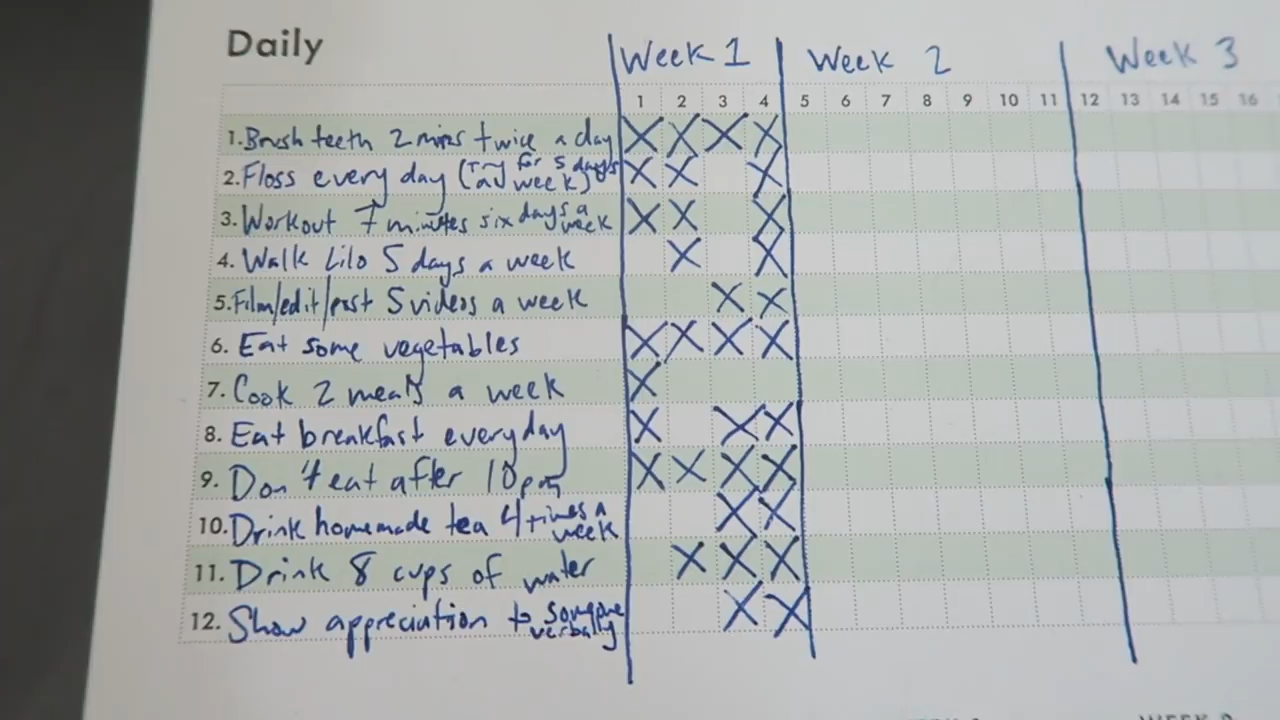 Daily
Week 1 Week 2 Week 3
1 2 3 4 5 6 7 8 9 10 11 12 13 14 15 16
1. Brush teeth 2 mins twice a day X X X X
2. Floss every day (Try for 5 days a week) X X X
3. Workout 7 minutes six days a week X X X
4. Walk Lilo 5 days a week X X
5. Film/edit/post 5 videos a week X X
6. Eat some vegetables X X X X
7. Cook 2 meals a week X
8. Eat breakfast everyday X X X
9. Don't eat after 10pm X X X X
10. Drink homemade tea 4 times a week X X
11. Drink 8 cups of water X X X
12. Show appreciation to someone verbally X X